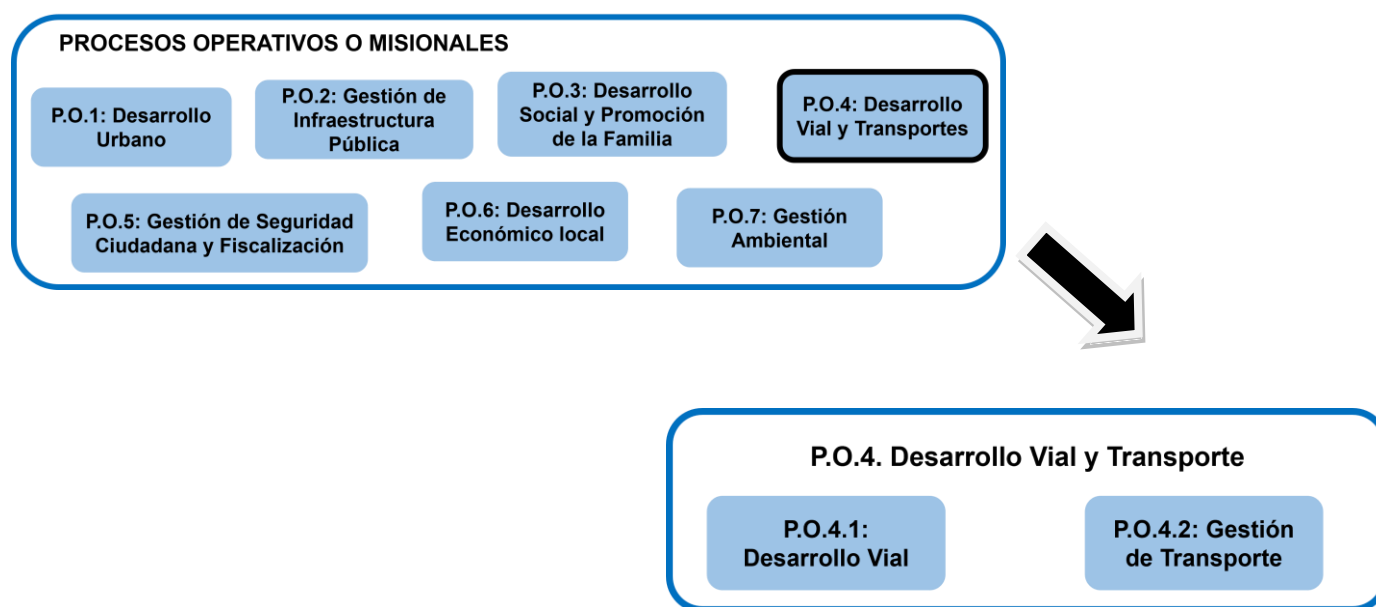 PROCESOS OPERATIVOS O MISIONALES
P.O.1: Desarrollo
Urbano
P.O.2: Gestión de
Infraestructura
Pública
P.O.3: Desarrollo
Social y Promoción
de la Familia
P.O.4: Desarrollo
Vial y Transportes
P.O.5: Gestión de Seguridad
Ciudadana y Fiscalización
P.O.6: Desarrollo
Económico local
P.O.7: Gestión
Ambiental
P.O.4. Desarrollo Vial y Transporte
P.O.4.1:
Desarrollo Vial
P.O.4.2: Gestión
de Transporte